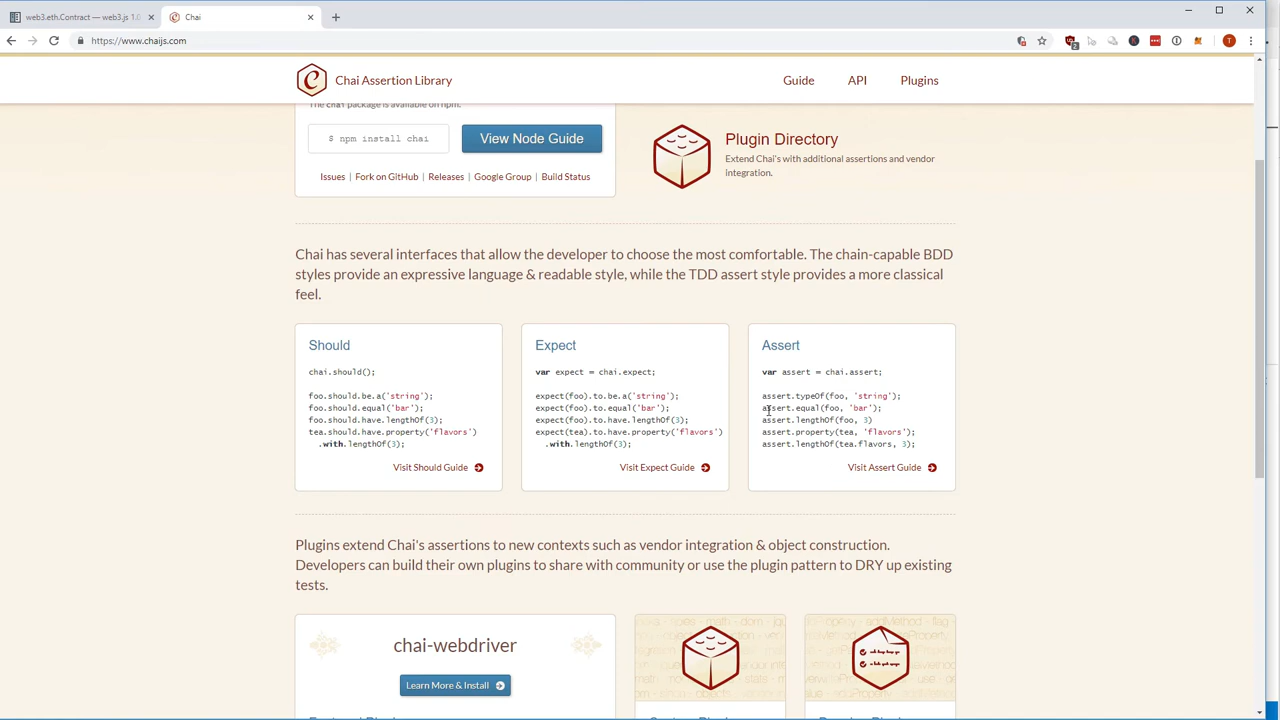 web3.eth.Contract — web3.js 1.0
Chai
https://www.chaijs.com
2
T
Chai Assertion Library
Guide
API
Plugins
The chai package is available on npm.
$ npm install chai
View Node Guide
Issues | Fork on GitHub | Releases | Google Group | Build Status
Plugin Directory
Extend Chai's with additional assertions and vendor
integration.
Chai has several interfaces that allow the developer to choose the most comfortable. The chain-capable BDD
styles provide an expressive language & readable style, while the TDD assert style provides a more classical
feel.
Should
chai.should();
foo.should.be.a('string');
foo.should.equal('bar');
foo.should.have.lengthOf(3);
tea.should.have.property('flavors')
.with.lengthOf(3);
Visit Should Guide
Expect
var expect = chai.expect;
expect(foo).to.be.a('string');
expect(foo).to.equal('bar');
expect(foo).to.have.lengthOf(3);
expect(tea).to.have.property('flavors')
.with.lengthOf(3);
Visit Expect Guide
Assert
var assert = chai.assert;
assert.typeOf(foo, 'string');
assert.equal(foo, 'bar');
assert.lengthOf(foo, 3)
assert.property(tea, 'flavors');
assert.lengthOf(tea.flavors, 3);
Visit Assert Guide
Plugins extend Chai's assertions to new contexts such as vendor integration & object construction.
Developers can build their own plugins to share with community or use the plugin pattern to DRY up existing
tests.
chai-webdriver
Learn More & Install